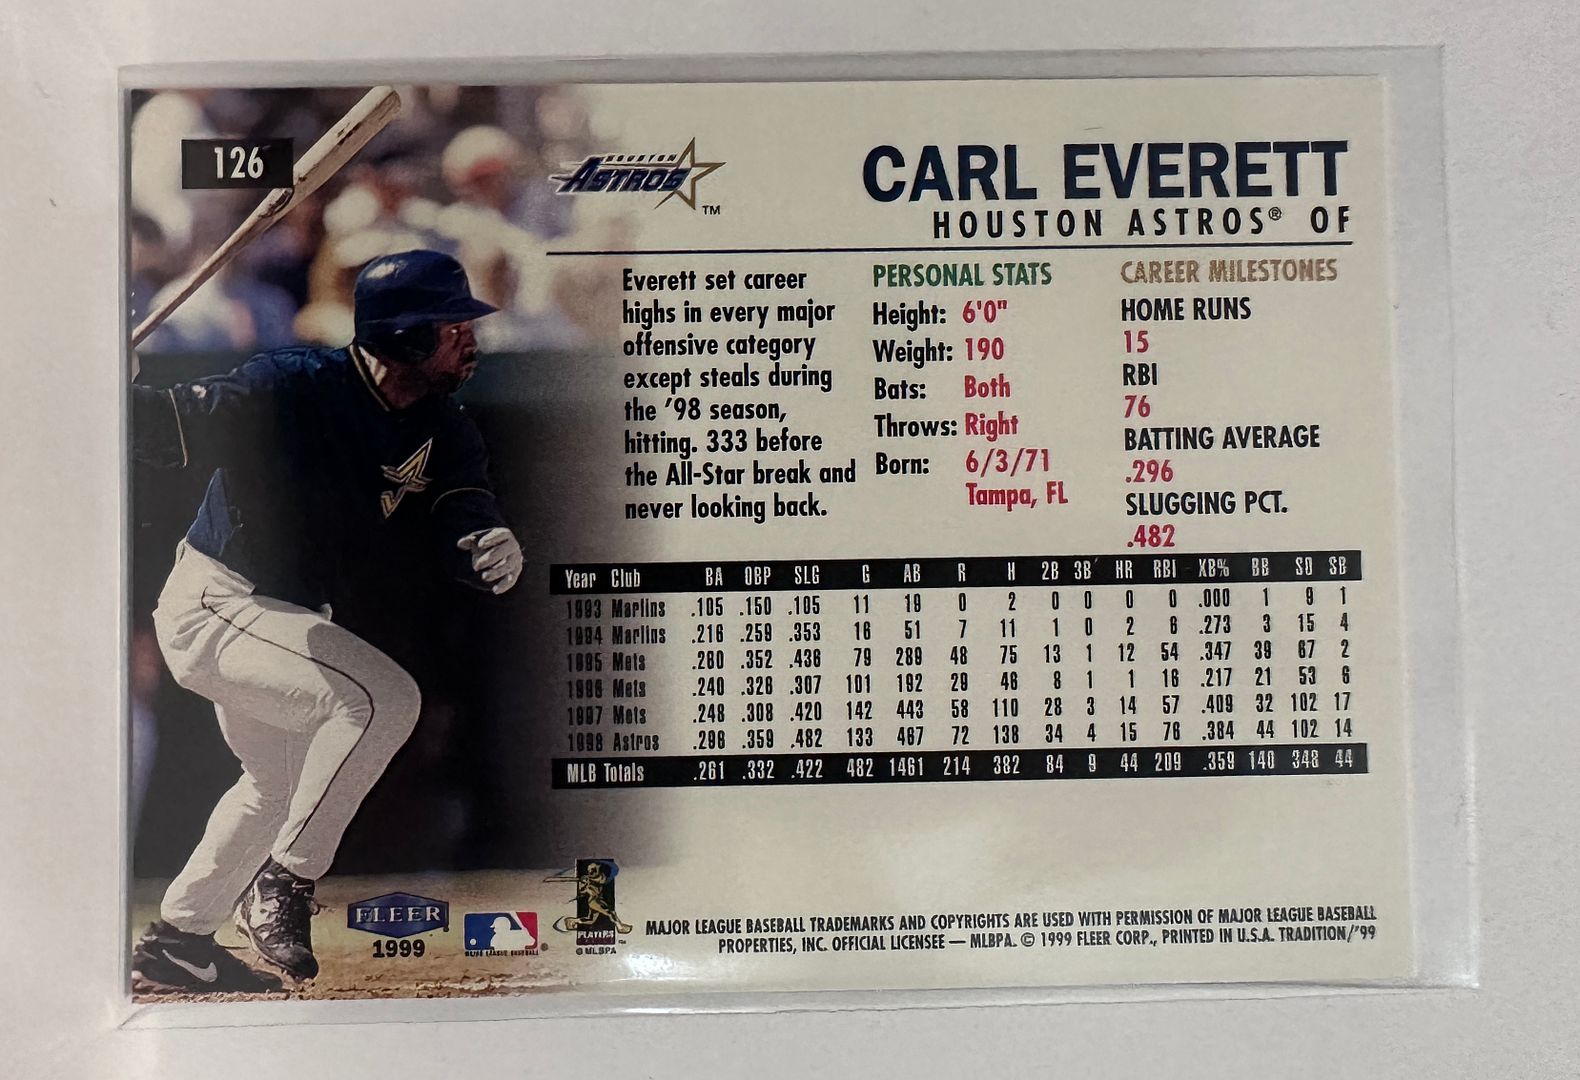 126
HOUSTON
ASTROS
TM
CARL EVERETT
HOUSTON ASTROS® OF
Everett set career
highs in every major
offensive category
except steals during
the '98 season,
hitting. 333 before
the All-Star break and
never looking back.
PERSONAL STATS
Height: 6'0"
Weight: 190
Bats: Both
Throws: Right
Born: 6/3/71
Tampa, FL
CAREER MILESTONES
HOME RUNS
15
RBI
76
BATTING AVERAGE
.296
SLUGGING PCT.
.482
Year Club BA OBP SLG G AB R H 2B 3B HR RBI XB% BB SO SB
1993 Marlins .105 .150 .105 11 19 0 2 0 0 0 0 .000 1 9 1
1994 Marlins .216 .259 .353 16 51 7 11 1 0 2 6 .273 3 15 4
1995 Mets .260 .352 .436 79 289 48 75 13 1 12 54 .347 39 67 2
1996 Mets .240 .326 .307 101 192 29 46 8 1 1 16 .217 21 53 6
1997 Mets .248 .308 .420 142 443 58 110 28 3 14 57 .409 32 102 17
1998 Astros .296 .359 .482 133 467 72 138 34 4 15 76 .384 44 102 14
MLB Totals .261 .332 .422 482 1461 214 382 84 9 44 209 .359 140 348 44
FLEER
1999
MAJOR LEAGUE BASEBALL
®
PLAYERS
©MLBPA
MAJOR LEAGUE BASEBALL TRADEMARKS AND COPYRIGHTS ARE USED WITH PERMISSION OF MAJOR LEAGUE BASEBALL
PROPERTIES, INC. OFFICIAL LICENSEE — MLBPA. © 1999 FLEER CORP., PRINTED IN U.S.A. TRADITION/'99